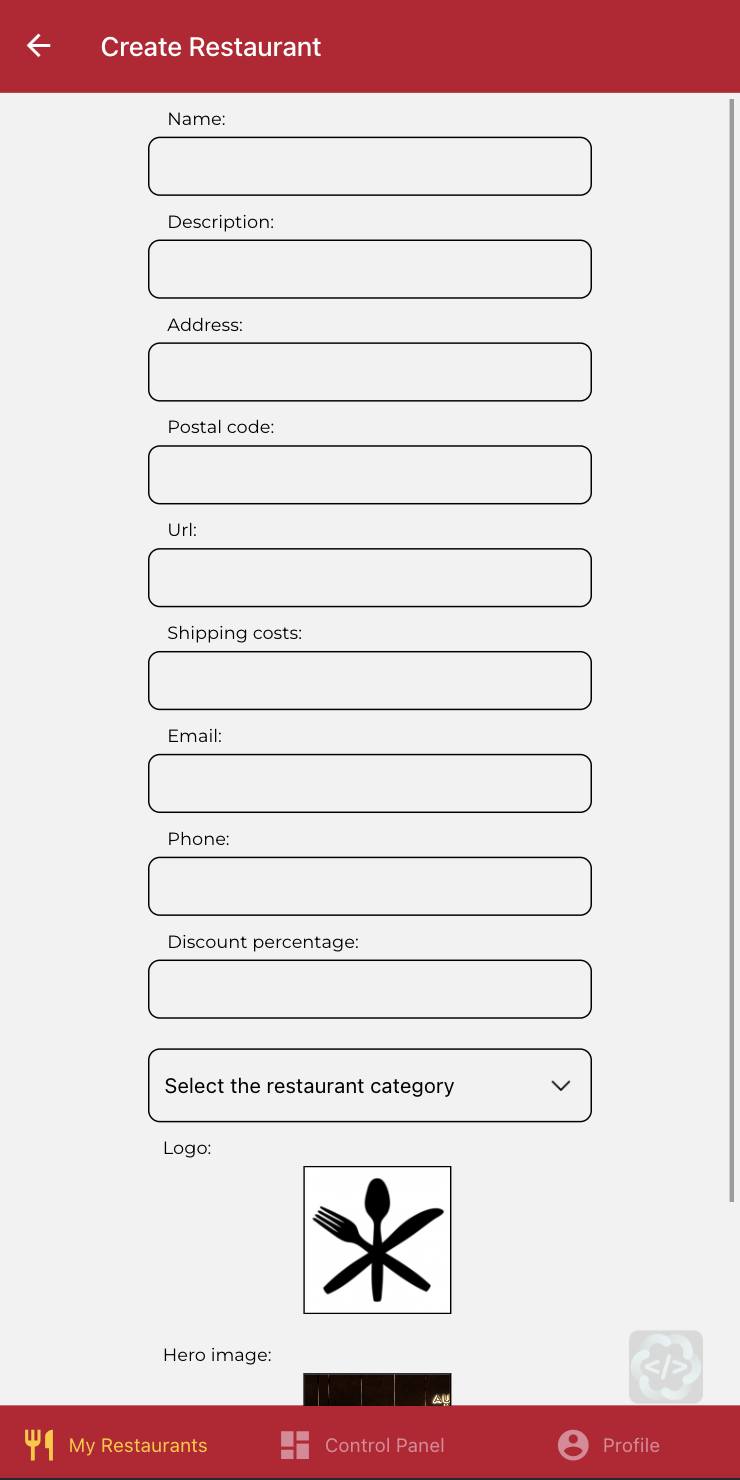 Create Restaurant
Name:
Description:
Address:
Postal code:
Url:
Shipping costs:
Email:
Phone:
Discount percentage:
Select the restaurant category
Logo:
Hero image:
</>
My Restaurants
Control Panel
Profile